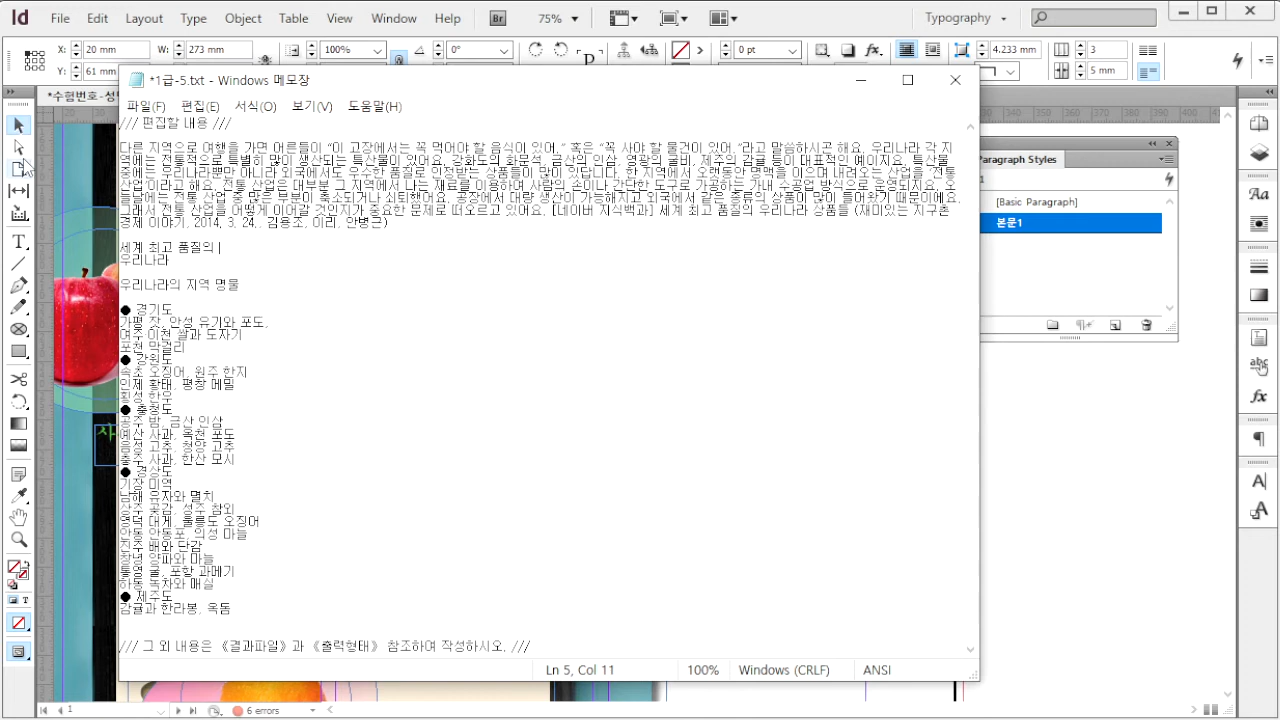 Id File Edit Layout Type Object Table View Window Help Br 75% Typography
X: 20 mm W: 273 mm 100% 0° 0 pt 4.233 mm 3
Y: 61 mm 5 mm
*1급-5.txt - Windows 메모장
*수험번호-성
파일(F) 편집(E) 서식(O) 보기(V) 도움말(H)
/// 편집할 내용 ///
다른 지역으로 여행을 가면 어른들이 “이 고장에서는 꼭 먹어야 할 음식이 있어.” 혹은 “꼭 사야 할 물건이 있어.”라고 말씀하시곤 해요. 우리나라 각 지
역에는 전통적으로 특별히 많이 생산되는 특산물이 있어요. 강화도의 화문석, 금산의 인삼, 영광의 굴비, 제주의 감귤 등이 대표적인 예이지요. 특산물
중에는 우리나라뿐만 아니라 외국에서도 우수한 품질로 인정받는 상품들이 많이 있답니다. 한 지역에서 오랫동안 명맥을 이으며 내려오는 산업을 ‘전통
산업’이라고 해요. 전통 산업은 대부분 그 지역에서 나는 재료를 이용하여 사람의 손이나 간단한 도구로 가공하는 가내 수공업 방식으로 운영되서요. 오
늘날에는 전통 산업 중 많은 부분이 축소되거나 쇠퇴했어요. 공장에서 대량 생산이 가능해지고 외국에서 같은 종류의 상품이 많이 들어왔기 때문이에요.
그래서 전통 산업을 어떻게 이어갈 것인지가 중요한 문제로 떠오르고 있어요. [네이버 지식백과] 세계 최고 품질의 우리나라 상품들 (재미있는 지구촌
경제 이야기, 2014. 3. 24., 김용조, 이리, 안병은)
세계 최고 품질의
우리나라
우리나라의 지역 명물
● 경기도
가평 잣, 안성 유기와 포도,
여주 이천 쌀과 도자기
포천 막걸리
● 강원도
속초 오징어, 원주 한지
인제 황태, 평창 메밀
횡성 한우
● 충청도
공주 밤, 금산 인삼
예산 사과, 옥천 포도
음성 고추, 청양 고추
충주 사과, 한산 모시
● 경상도
기장 미역
남해 유자와 멸치
상주 곶감, 성주 참외
영덕 대게, 울릉도 오징어
안동 안동포, 의성 마늘
진주 배와 단감
창녕 양파와 마늘
통영 굴, 포항 과메기
하동 녹차와 매실
● 제주도
감귤과 한라봉, 옥돔
/// 그 외 내용은 《결과파일》과 《출력형태》 참조하여 작성하시오. ///
Ln 5, Col 11 100% Windows (CRLF) ANSI
Paragraph Styles
[Basic Paragraph]
본문1
1 6 errors